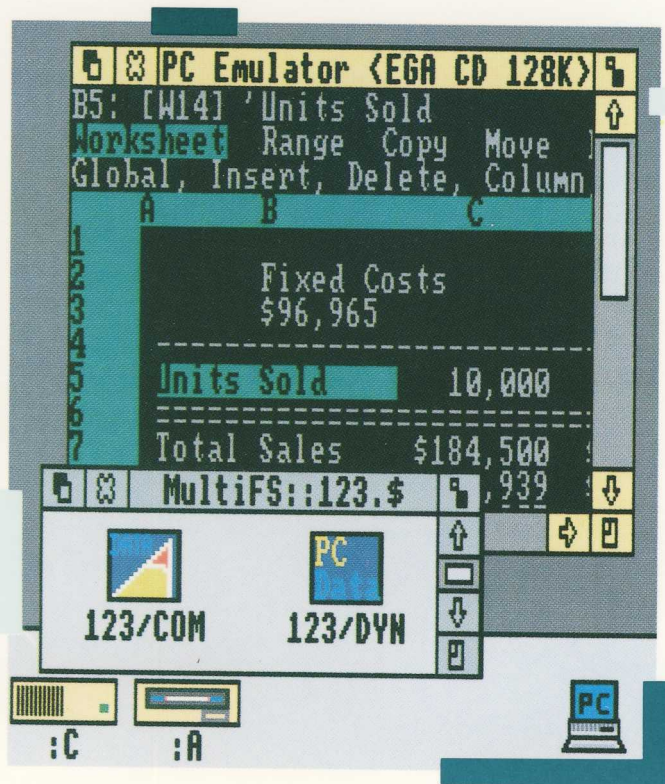 PC Emulator <EGA CD 128K>
B5: [W14] 'Units Sold
Worksheet Range Copy Move
Global, Insert, Delete, Column
A B C
1
2 Fixed Costs
3 $96,965
4
5 Units Sold 10,000
6
7 Total Sales $184,500 $
,939
MultiFS::123.$
PC
123/COM 123/DYN
:C :A
PC